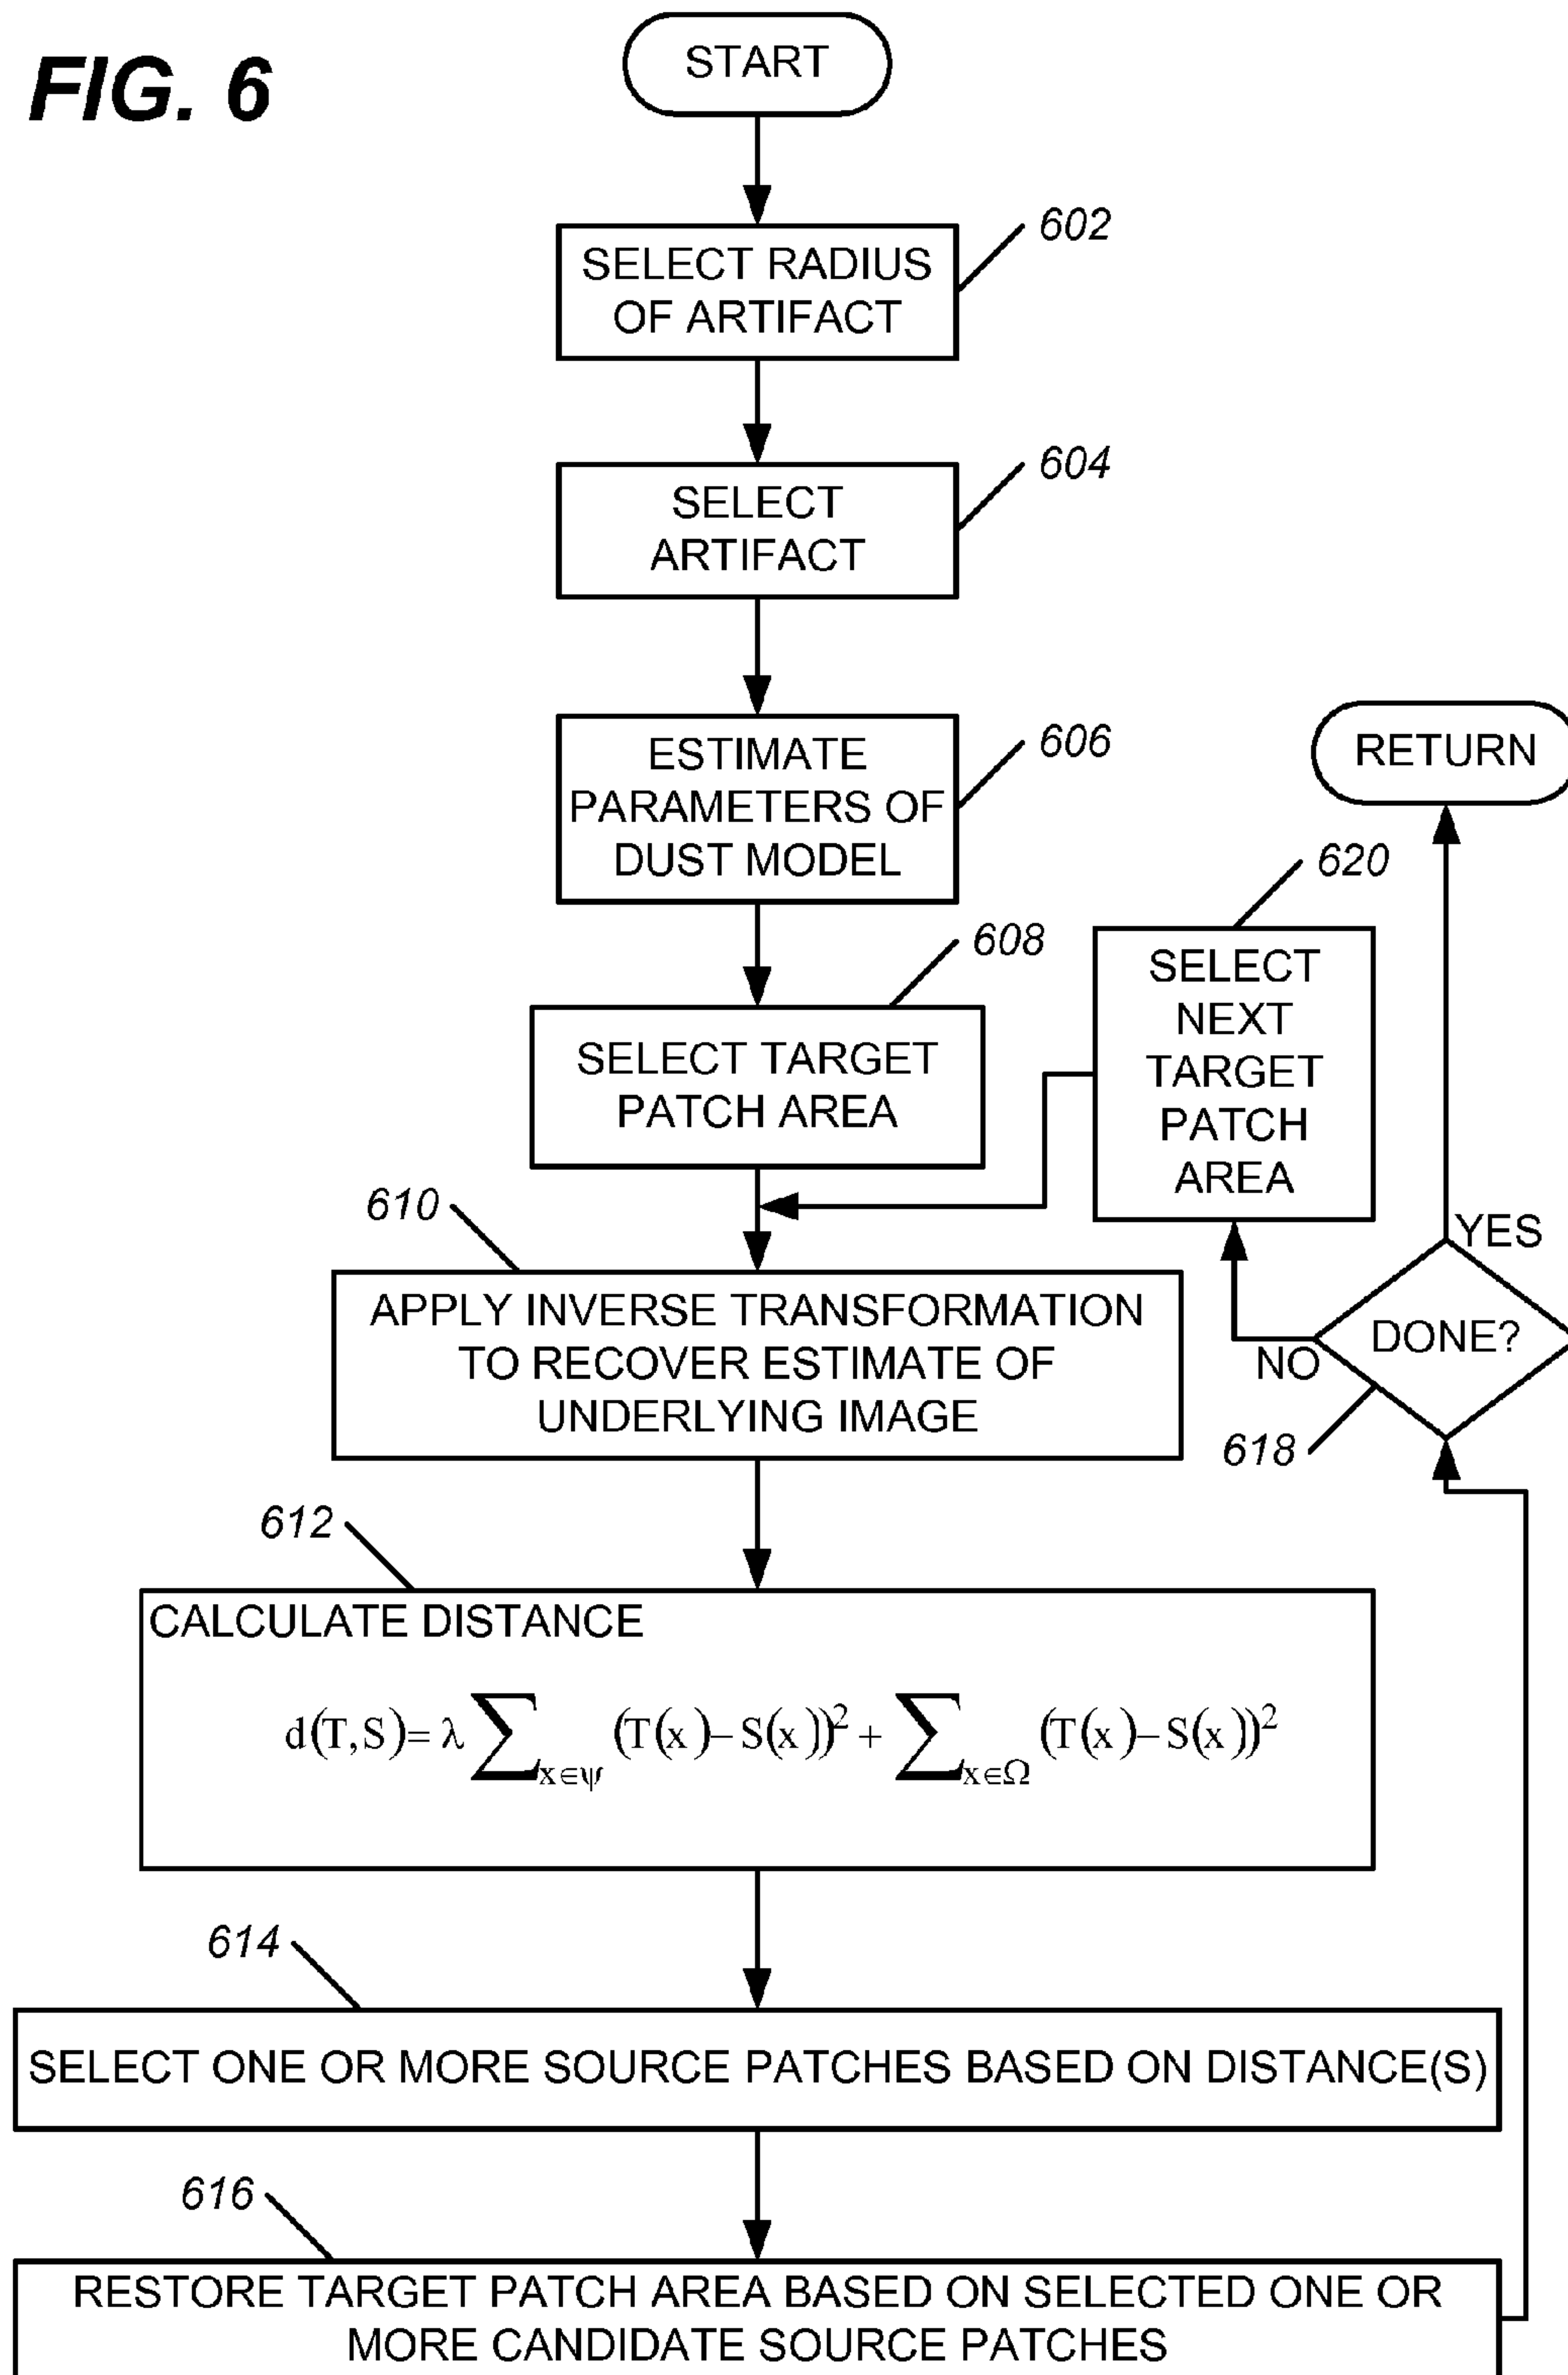 FIG. 6
START
602
SELECT RADIUS
OF ARTIFACT
604
SELECT
ARTIFACT
606
ESTIMATE
PARAMETERS OF
DUST MODEL
RETURN
620
608
SELECT
NEXT
TARGET
PATCH
AREA
SELECT TARGET
PATCH AREA
610
YES
APPLY INVERSE TRANSFORMATION
TO RECOVER ESTIMATE OF
UNDERLYING IMAGE
DONE?
NO
618
612
CALCULATE DISTANCE
d(T,S)= λ ∑x∈ψ (T(x)–S(x))² + ∑x∈Ω (T(x)–S(x))²
614
SELECT ONE OR MORE SOURCE PATCHES BASED ON DISTANCE(S)
616
RESTORE TARGET PATCH AREA BASED ON SELECTED ONE OR
MORE CANDIDATE SOURCE PATCHES